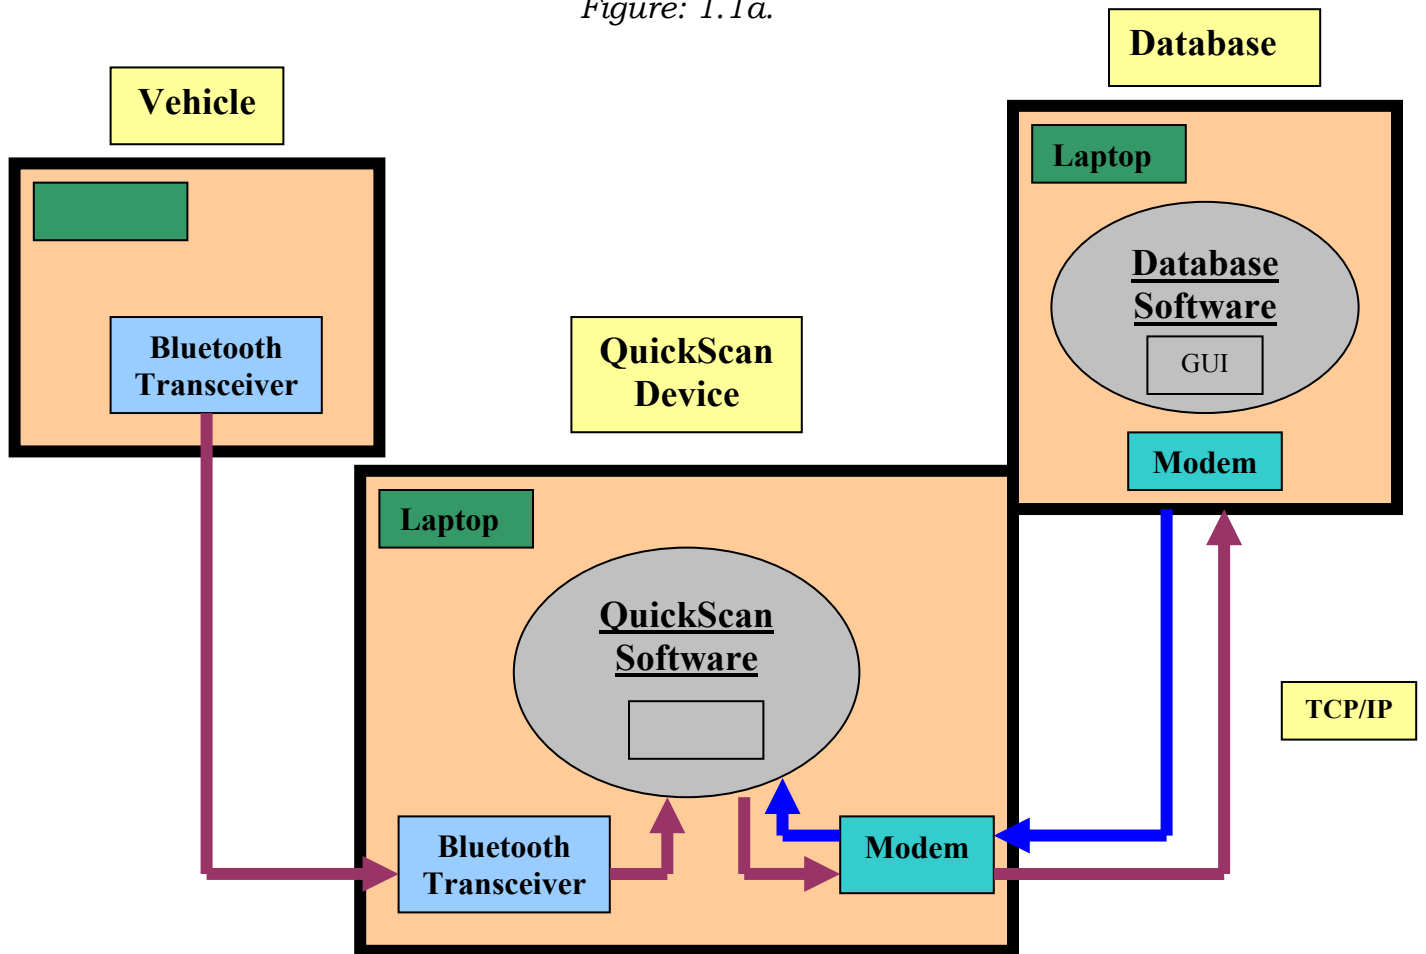 Figure: 1.1a.
Database
Vehicle
Laptop
Database
Software
GUI
Modem
Bluetooth
Transceiver
QuickScan
Device
Laptop
QuickScan
Software
TCP/IP
Bluetooth
Transceiver
Modem